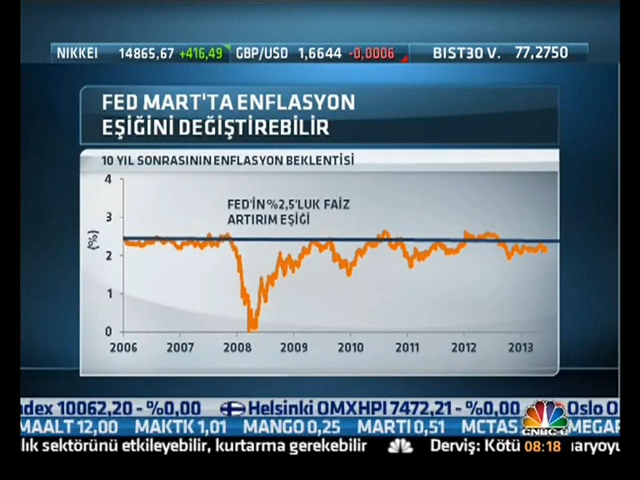 NIKKEI 14865,67 +416,49 GBP/USD 1,6644 -0,0006 BIST30 V. 77,2750
FED MART'TA ENFLASYON
EŞİĞİNİ DEĞİŞTİREBİLİR
10 YIL SONRASININ ENFLASYON BEKLENTİSİ
4
FED'İN %2,5'LUK FAİZ
ARTIRIM EŞİĞİ
3
(%)
2
1
0
2006 2007 2008 2009 2010 2011 2012 2013
ndex 10062,20 - %0,00 Helsinki OMXHPI 7472,21 - %0,00 Oslo O
MAALT 12,00 MAKTK 1,01 MANGO 0,25 MARTI 0,51 MCTAS MEGAP
CNBC-e
lık sektörünü etkileyebilir, kurtarma gerekebilir Derviş: Kötü 08:18 aryou